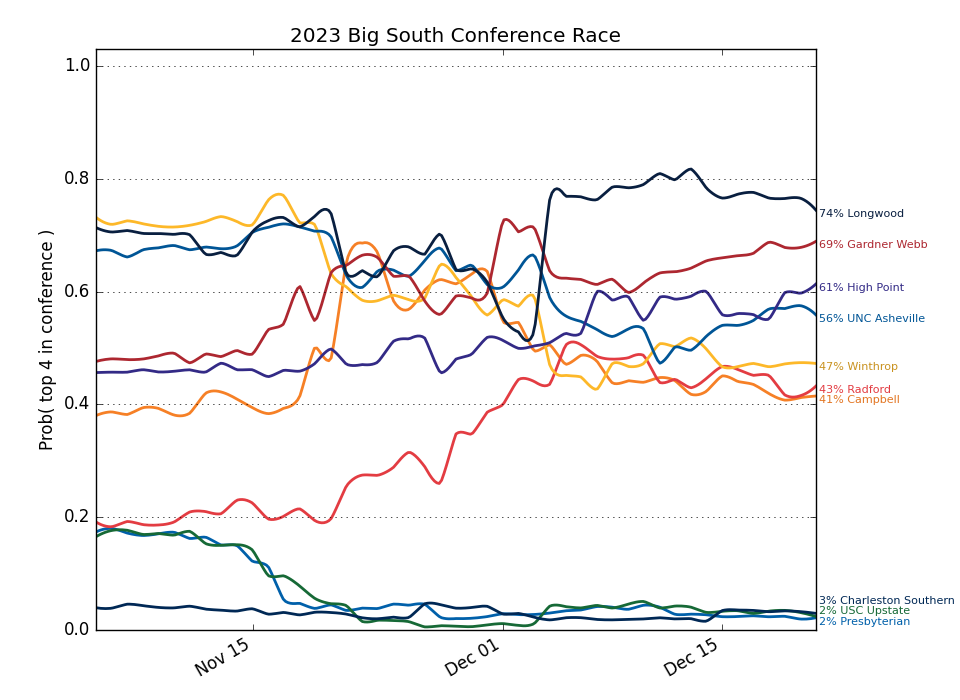 2023 Big South Conference Race
Prob( top 4 in conference )
1.0
0.8
0.6
0.4
0.2
0.0
Nov 15
Dec 01
Dec 15
74% Longwood
69% Gardner Webb
61% High Point
56% UNC Asheville
47% Winthrop
43% Radford
41% Campbell
3% Charleston Southern
2% USC Upstate
2% Presbyterian